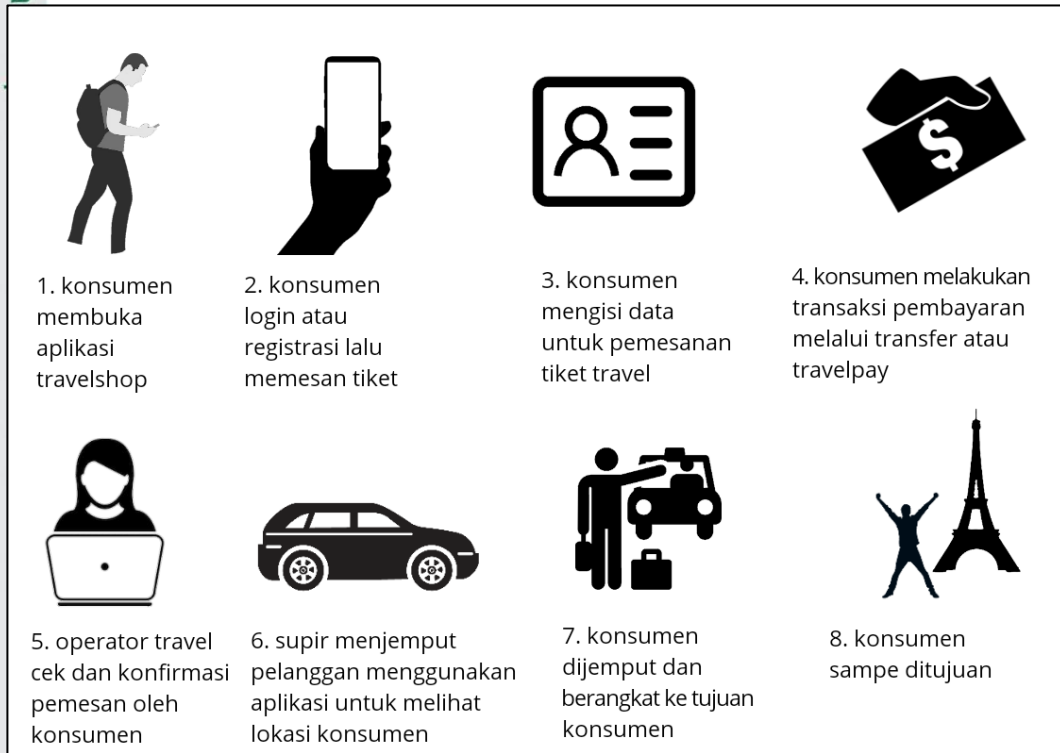 1. konsumen
membuka
aplikasi
travelshop
2. konsumen
login atau
registrasi lalu
memesan tiket
3. konsumen
mengisi data
untuk pemesanan
tiket travel
4. konsumen melakukan
transaksi pembayaran
melalui transfer atau
travelpay
5. operator travel
cek dan konfirmasi
pemesan oleh
konsumen
6. supir menjemput
pelanggan menggunakan
aplikasi untuk melihat
lokasi konsumen
7. konsumen
dijemput dan
berangkat ke tujuan
konsumen
8. konsumen
sampe ditujuan